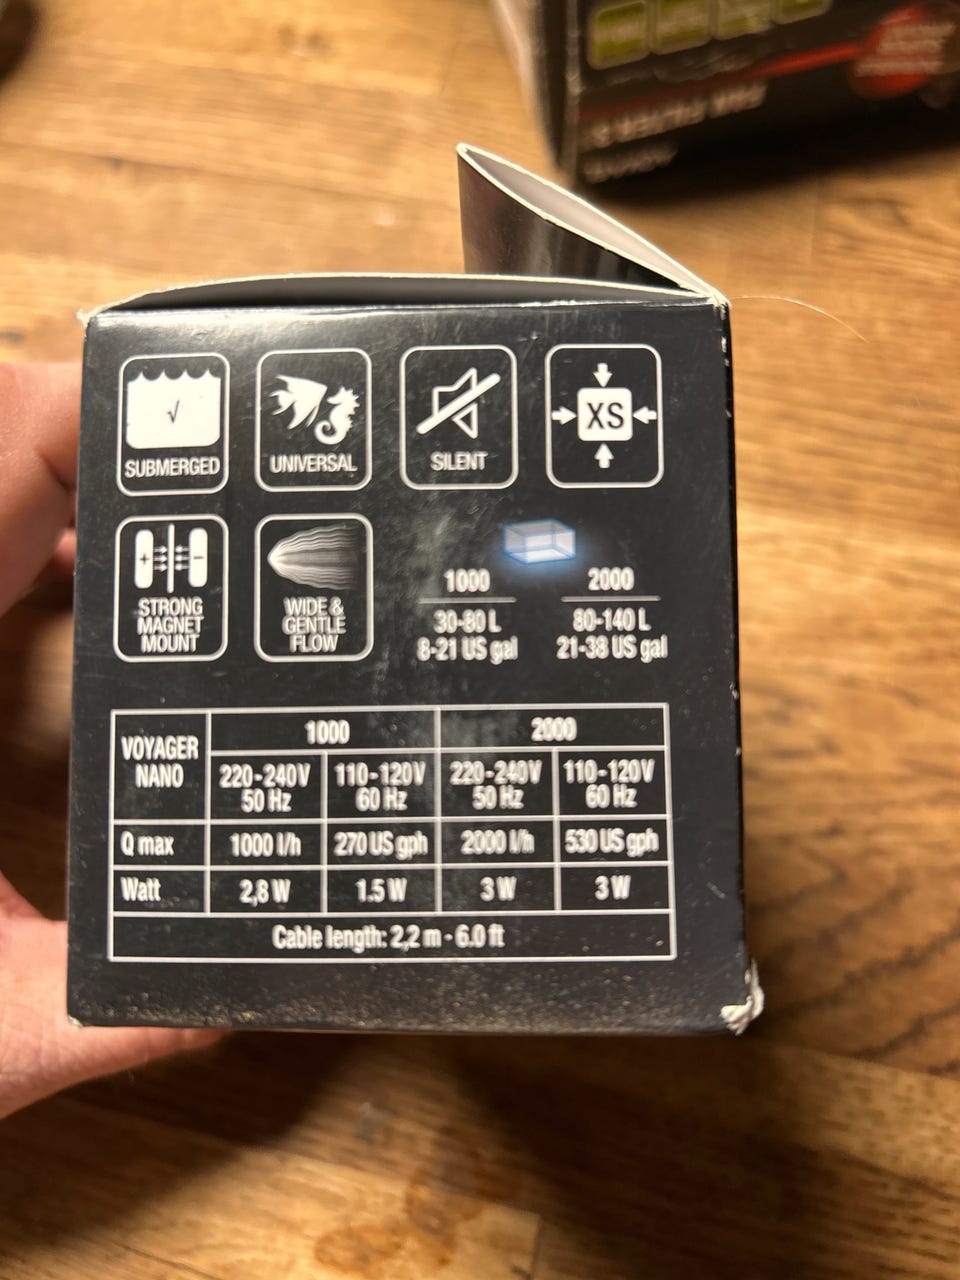 √
SUBMERGED
UNIVERSAL
SILENT
XS
+ -
STRONG
MAGNET
MOUNT
WIDE &
GENTLE
FLOW
1000
30-80 L
8-21 US gal
2000
80-140 L
21-38 US gal
VOYAGER
NANO
1000 2000
220-240V
50 Hz
110-120V
60 Hz
220-240V
50 Hz
110-120V
60 Hz
Q max 1000 l/h 270 US gph 2000 l/h 530 US gph
Watt 2,8 W 1.5 W 3 W 3 W
Cable length: 2,2 m - 6.0 ft